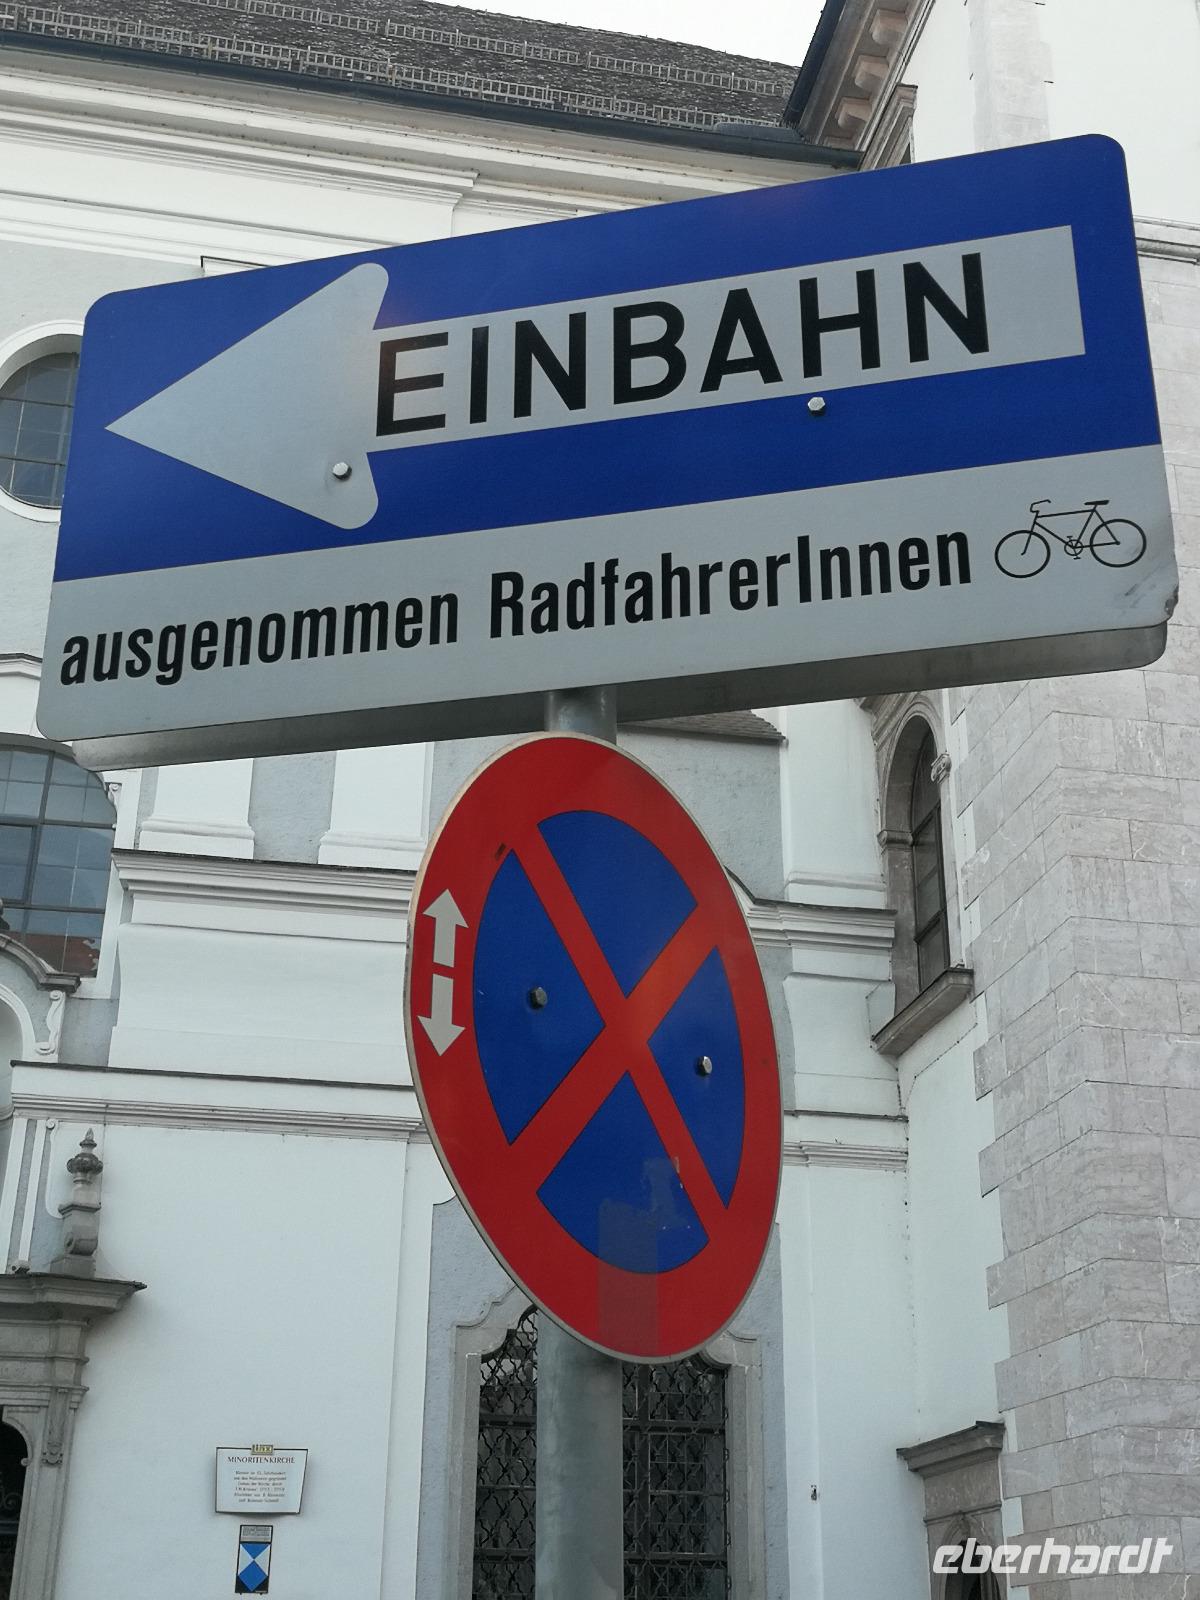 EINBAHN
ausgenommen RadfahrerInnen
MINORITENKIRCHE
eberhardt